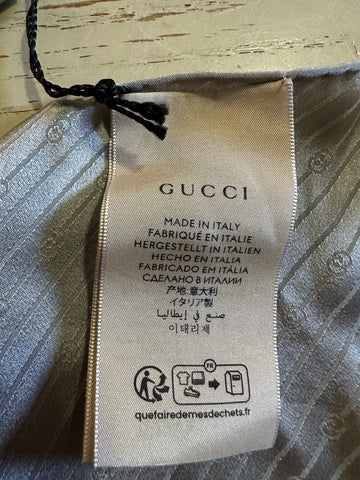 GUCCI
MADE IN ITALY
FABRIQUÉ EN ITALIE
HERGESTELLT IN ITALIEN
HECHO EN ITALIA
FABRICADO EM ITÁLIA
СДЕЛАНО В ИТАЛИИ
产地:意大利
イタリア製
صنع في إيطاليا
이태리제
FR
quefairedemesdechets.fr